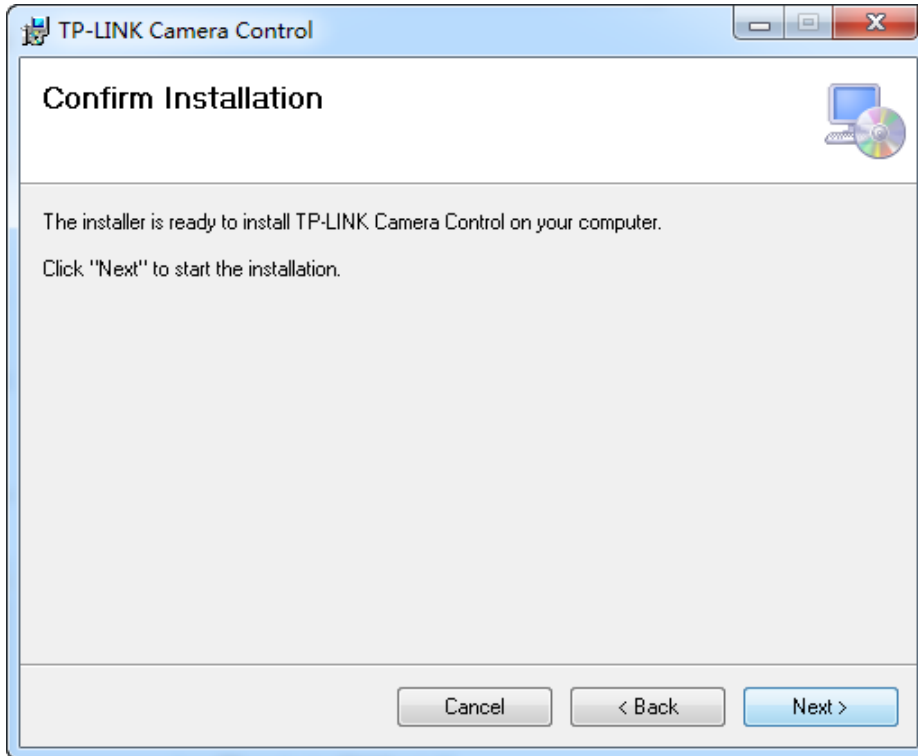 TP-LINK Camera Control
Confirm Installation
The installer is ready to install TP-LINK Camera Control on your computer.
Click "Next" to start the installation.
Cancel
< Back
Next >